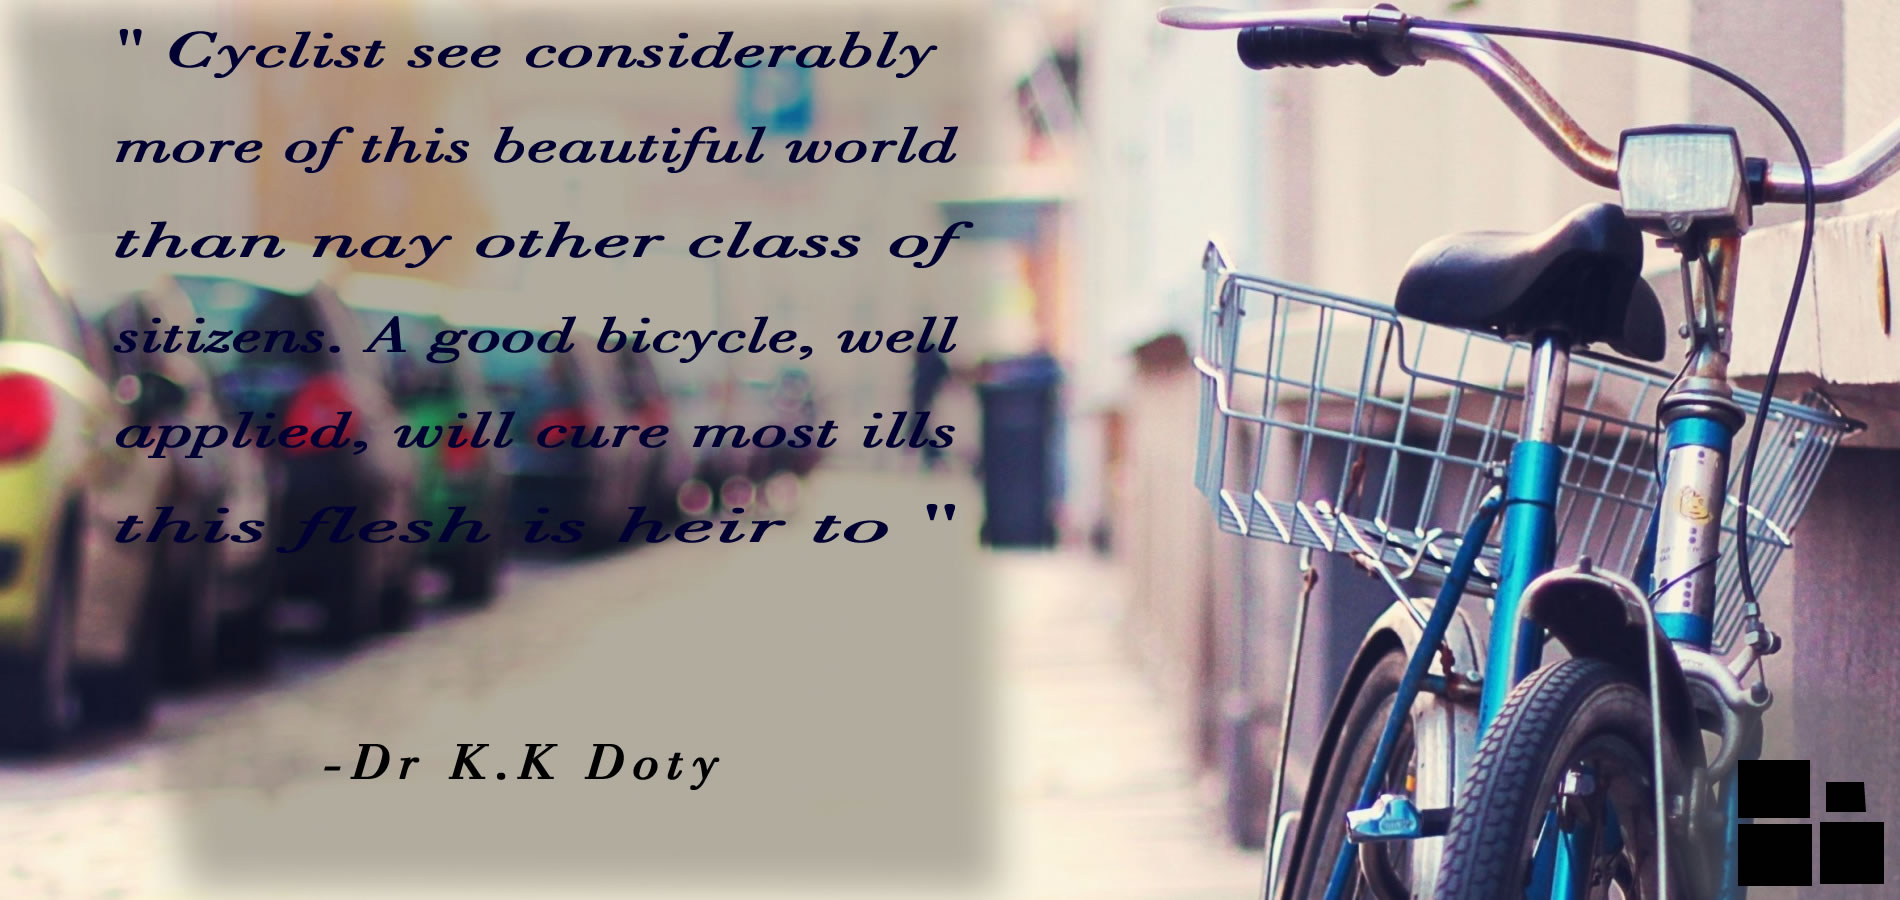 " Cyclist see considerably
more of this beautiful world
than nay other class of
sitizens. A good bicycle, well
applied, will cure most ills
this flesh is heir to "
-Dr K.K Doty